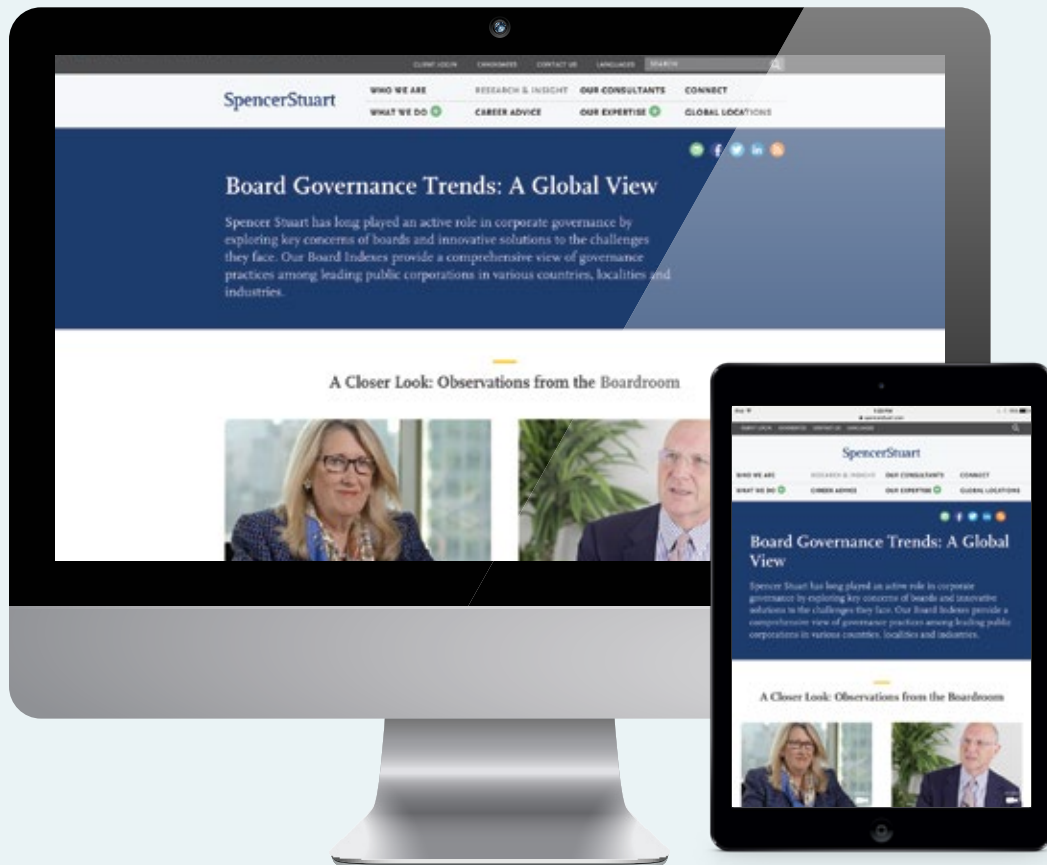 CLIENT LOGIN CANDIDATES CONTACT US LANGUAGES SEARCH
SpencerStuart
WHO WE ARE RESEARCH & INSIGHT OUR CONSULTANTS CONNECT
WHAT WE DO CAREER ADVICE OUR EXPERTISE GLOBAL LOCATIONS
Board Governance Trends: A Global View
Spencer Stuart has long played an active role in corporate governance by
exploring key concerns of boards and innovative solutions to the challenges
they face. Our Board Indexes provide a comprehensive view of governance
practices among leading public corporations in various countries, localities and
industries.
A Closer Look: Observations from the Boardroom
CLIENT LOGIN CANDIDATES CONTACT US LANGUAGES
SpencerStuart
WHO WE ARE RESEARCH & INSIGHT OUR CONSULTANTS CONNECT
WHAT WE DO CAREER ADVICE OUR EXPERTISE GLOBAL LOCATIONS
Board Governance Trends: A Global
View
Spencer Stuart has long played an active role in corporate
governance by exploring key concerns of boards and innovative
solutions to the challenges they face. Our Board Indexes provide a
comprehensive view of governance practices among leading public
corporations in various countries, localities and industries.
A Closer Look: Observations from the Boardroom